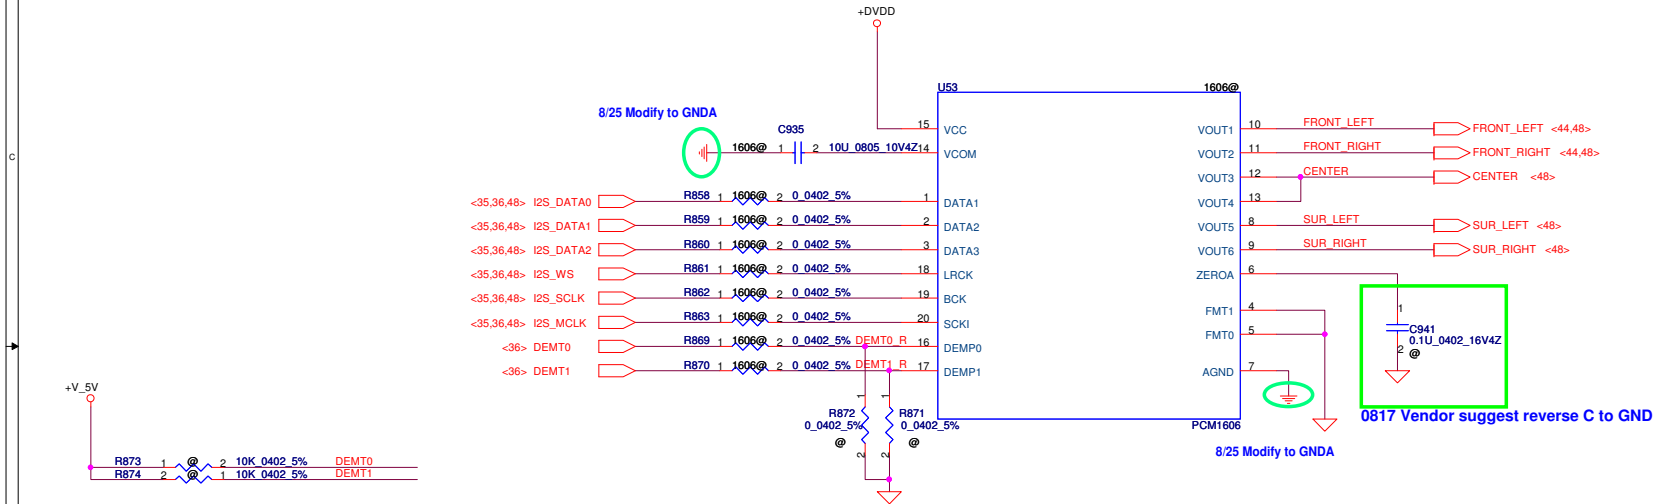 +DVDD
U53
1606@
8/25 Modify to GNDA
C935
15
VCC
VOUT1
10
FRONT_LEFT
FRONT_LEFT <44,48>
1606@
1
2
10U_0805_10V4Z
14
VCOM
VOUT2
11
FRONT_RIGHT
FRONT_RIGHT <44,48>
VOUT3
12
CENTER
CENTER <48>
<35,36,48> I2S_DATA0
R858
1
1606@
2
0_0402_5%
1
DATA1
VOUT4
13
<35,36,48> I2S_DATA1
R859
1
1606@
2
0_0402_5%
2
DATA2
VOUT5
8
SUR_LEFT
SUR_LEFT <48>
<35,36,48> I2S_DATA2
R860
1
1606@
2
0_0402_5%
3
DATA3
VOUT6
9
SUR_RIGHT
SUR_RIGHT <48>
<35,36,48> I2S_WS
R861
1
1606@
2
0_0402_5%
18
LRCK
ZEROA
6
<35,36,48> I2S_SCLK
R862
1
1606@
2
0_0402_5%
19
BCK
FMT1
4
1
<35,36,48> I2S_MCLK
R863
1
1606@
2
0_0402_5%
20
SCKI
FMT0
5
C941
0.1U_0402_16V4Z
2
@
<36> DEMT0
R869
1
1606@
2
0_0402_5%
DEMT0_R
16
DEMP0
<36> DEMT1
R870
1
1606@
2
0_0402_5%
DEMT1_R
17
DEMP1
AGND
7
C
+V_5V
1
1
R872
0_0402_5%
@
2
R871
0_0402_5%
@
2
PCM1606
0817 Vendor suggest reverse C to GND
8/25 Modify to GNDA
R873
1
@
2
10K_0402_5%
DEMT0
R874
2
@
1
10K_0402_5%
DEMT1